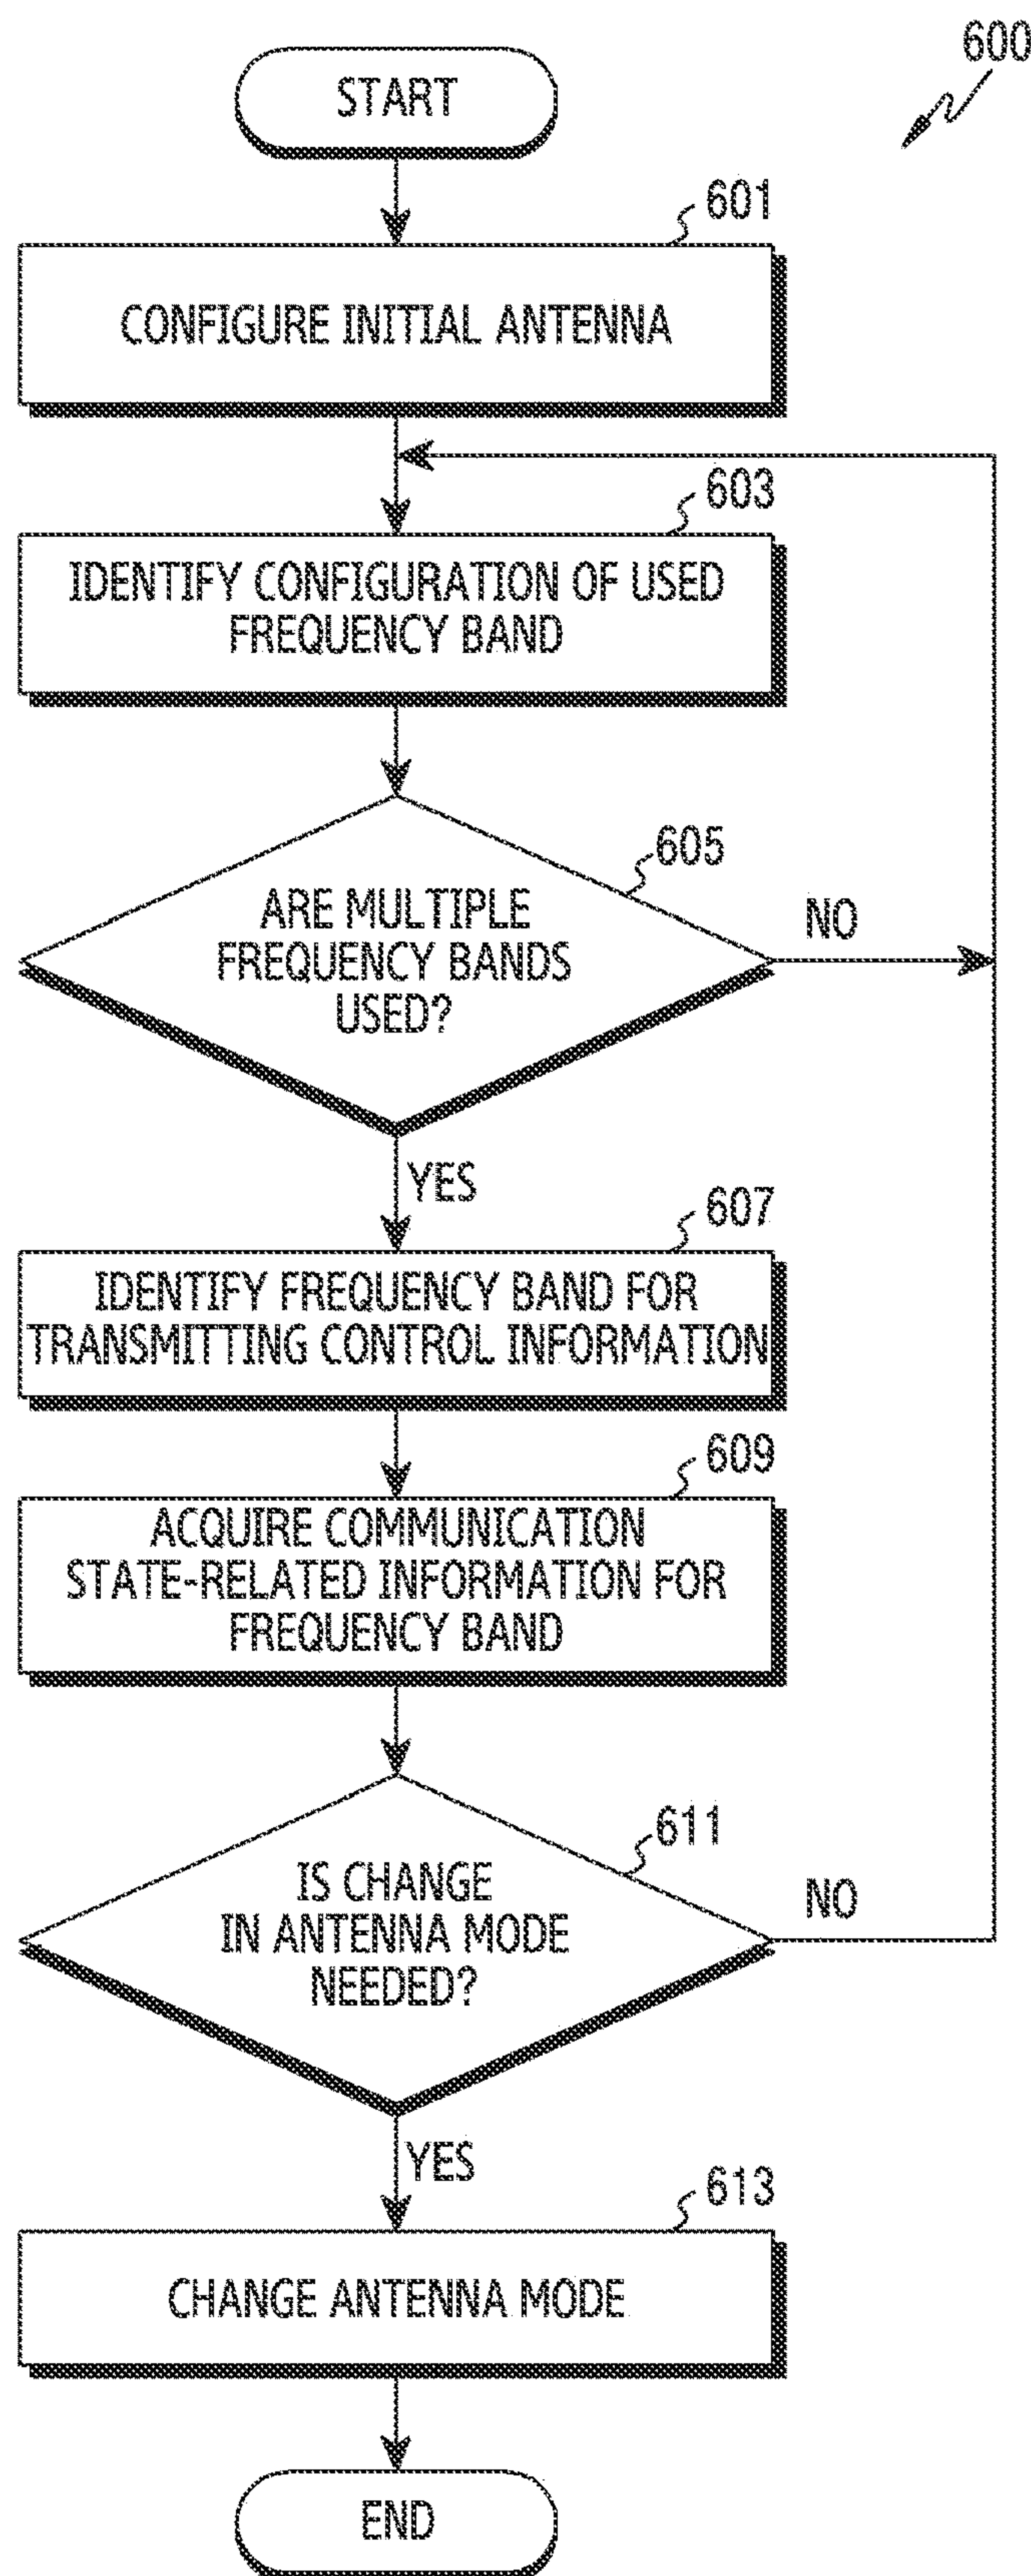 600
START
601
CONFIGURE INITIAL ANTENNA
603
IDENTIFY CONFIGURATION OF USED
FREQUENCY BAND
605
ARE MULTIPLE
FREQUENCY BANDS
USED?
NO
YES
607
IDENTIFY FREQUENCY BAND FOR
TRANSMITTING CONTROL INFORMATION
609
ACQUIRE COMMUNICATION
STATE-RELATED INFORMATION FOR
FREQUENCY BAND
611
IS CHANGE
IN ANTENNA MODE
NEEDED?
NO
YES
613
CHANGE ANTENNA MODE
END